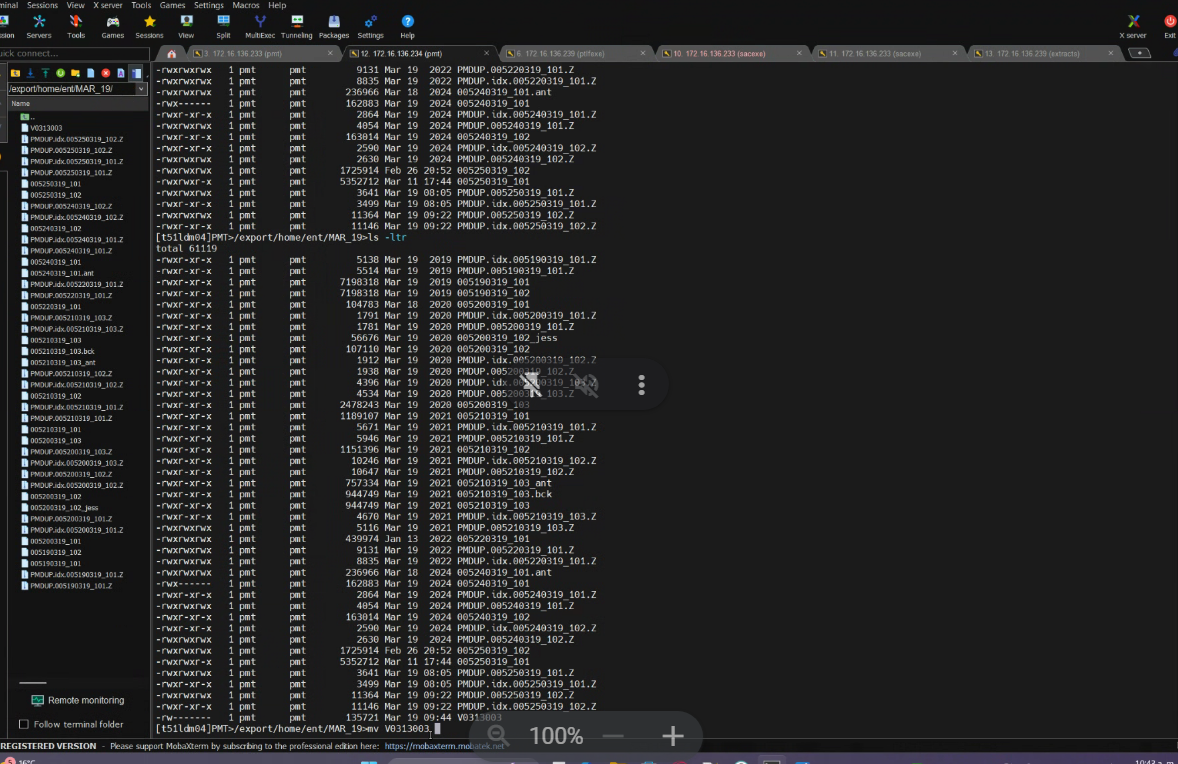 Sessions View X server Tools Games Settings Macros Help
Servers Tools Games Sessions View Split MultiExec Tunneling Packages Settings Help X server Exit
3. 172.16.136.233 (pmt) 12. 172.16.136.234 (pmt) 6. 172.16.136.239 (ptlfexe) 10. 172.16.136.233 (sacexe) 11. 172.16.136.233 (sacexe) 13. 172.16.136.239 (extracts)
/export/home/ent/MAR_19/
Name
..
V0313003
PMDUP.idx.005250319_102.Z
PMDUP.005250319_102.Z
PMDUP.idx.005250319_101.Z
PMDUP.005250319_101.Z
005250319_101
005250319_102
PMDUP.005240319_102.Z
PMDUP.idx.005240319_102.Z
005240319_102
PMDUP.idx.005240319_101.Z
PMDUP.005240319_101.Z
005240319_101
005240319_101.ant
PMDUP.idx.005220319_101.Z
PMDUP.005220319_101.Z
005220319_101
PMDUP.005210319_103.Z
PMDUP.idx.005210319_103.Z
005210319_103
005210319_103.bck
005210319_103_ant
PMDUP.005210319_102.Z
PMDUP.idx.005210319_102.Z
005210319_102
PMDUP.idx.005210319_101.Z
PMDUP.005210319_101.Z
005210319_101
005200319_103
PMDUP.005200319_103.Z
PMDUP.idx.005200319_103.Z
PMDUP.005200319_102.Z
PMDUP.idx.005200319_102.Z
005200319_102
005200319_102_jess
PMDUP.005200319_101.Z
PMDUP.idx.005200319_101.Z
005200319_101
005190319_102
005190319_101
PMDUP.idx.005190319_101.Z
PMDUP.005190319_101.Z
Remote monitoring
Follow terminal folder
-rwxrwxrwx 1 pmt pmt 9131 Mar 19 2022 PMDUP.005220319_101.Z
-rwxrwxrwx 1 pmt pmt 8835 Mar 19 2022 PMDUP.idx.005220319_101.Z
-rwxrwxrwx 1 pmt pmt 236966 Mar 18 2024 005240319_101.ant
-rwx------ 1 pmt pmt 162883 Mar 19 2024 005240319_101
-rwxr-xr-x 1 pmt pmt 2864 Mar 19 2024 PMDUP.idx.005240319_101.Z
-rwxr-xr-x 1 pmt pmt 4054 Mar 19 2024 PMDUP.005240319_101.Z
-rwxr-xr-x 1 pmt pmt 163014 Mar 19 2024 005240319_102
-rwxr-xr-x 1 pmt pmt 2590 Mar 19 2024 PMDUP.idx.005240319_102.Z
-rwxrwxrwx 1 pmt pmt 2630 Mar 19 2024 PMDUP.005240319_102.Z
-rwxrwxrwx 1 pmt pmt 1725914 Feb 26 20:52 005250319_102
-rwxr-xr-x 1 pmt pmt 5352712 Mar 11 17:44 005250319_101
-rwxrwxrwx 1 pmt pmt 3641 Mar 19 08:05 PMDUP.005250319_101.Z
-rwxr-xr-x 1 pmt pmt 3499 Mar 19 08:05 PMDUP.idx.005250319_101.Z
-rwxr-xr-x 1 pmt pmt 11364 Mar 19 09:22 PMDUP.005250319_102.Z
-rwxr-xr-x 1 pmt pmt 11146 Mar 19 09:22 PMDUP.idx.005250319_102.Z
[t51ldm04]PMT>/export/home/ent/MAR_19>ls -ltr
total 61119
-rwxr-xr-x 1 pmt pmt 5138 Mar 19 2019 PMDUP.idx.005190319_101.Z
-rwxr-xr-x 1 pmt pmt 5514 Mar 19 2019 PMDUP.005190319_101.Z
-rwxr-xr-x 1 pmt pmt 7198318 Mar 19 2019 005190319_101
-rwxr-xr-x 1 pmt pmt 7198318 Mar 19 2019 005190319_102
-rwxr-xr-x 1 pmt pmt 104783 Mar 18 2020 005200319_101
-rwxr-xr-x 1 pmt pmt 1791 Mar 19 2020 PMDUP.idx.005200319_101.Z
-rwxr-xr-x 1 pmt pmt 1781 Mar 19 2020 PMDUP.005200319_101.Z
-rwxr-xr-x 1 pmt pmt 56676 Mar 19 2020 005200319_102_jess
-rwxr-xr-x 1 pmt pmt 107110 Mar 19 2020 005200319_102
-rwxr-xr-x 1 pmt pmt 1912 Mar 19 2020 PMDUP.idx.005200319_102.Z
-rwxr-xr-x 1 pmt pmt 1938 Mar 19 2020 PMDUP.005200319_102.Z
-rwxr-xr-x 1 pmt pmt 4396 Mar 19 2020 PMDUP.idx.005200319_103.Z
-rwxr-xr-x 1 pmt pmt 4534 Mar 19 2020 PMDUP.005200319_103.Z
-rwxr-xr-x 1 pmt pmt 2478243 Mar 19 2020 005200319_103
-rwxr-xr-x 1 pmt pmt 1189107 Mar 19 2021 005210319_101
-rwxr-xr-x 1 pmt pmt 5671 Mar 19 2021 PMDUP.idx.005210319_101.Z
-rwxr-xr-x 1 pmt pmt 5946 Mar 19 2021 PMDUP.005210319_101.Z
-rwxr-xr-x 1 pmt pmt 1151396 Mar 19 2021 005210319_102
-rwxr-xr-x 1 pmt pmt 10246 Mar 19 2021 PMDUP.idx.005210319_102.Z
-rwxr-xr-x 1 pmt pmt 10647 Mar 19 2021 PMDUP.005210319_102.Z
-rwxr-xr-x 1 pmt pmt 757334 Mar 19 2021 005210319_103_ant
-rwxr-xr-x 1 pmt pmt 944749 Mar 19 2021 005210319_103.bck
-rwxr-xr-x 1 pmt pmt 944749 Mar 19 2021 005210319_103
-rwxr-xr-x 1 pmt pmt 4670 Mar 19 2021 PMDUP.idx.005210319_103.Z
-rwxr-xr-x 1 pmt pmt 5116 Mar 19 2021 PMDUP.005210319_103.Z
-rwxrwxrwx 1 pmt pmt 439974 Jan 13 2022 005220319_101
-rwxrwxrwx 1 pmt pmt 9131 Mar 19 2022 PMDUP.005220319_101.Z
-rwxrwxrwx 1 pmt pmt 8835 Mar 19 2022 PMDUP.idx.005220319_101.Z
-rwxrwxrwx 1 pmt pmt 236966 Mar 18 2024 005240319_101.ant
-rwx------ 1 pmt pmt 162883 Mar 19 2024 005240319_101
-rwxr-xr-x 1 pmt pmt 2864 Mar 19 2024 PMDUP.idx.005240319_101.Z
-rwxr-xr-x 1 pmt pmt 4054 Mar 19 2024 PMDUP.005240319_101.Z
-rwxrwxrwx 1 pmt pmt 163014 Mar 19 2024 005240319_102
-rwxr-xr-x 1 pmt pmt 2590 Mar 19 2024 PMDUP.idx.005240319_102.Z
-rwxrwxrwx 1 pmt pmt 2630 Mar 19 2024 PMDUP.005240319_102.Z
-rwxrwxrwx 1 pmt pmt 1725914 Feb 26 20:52 005250319_102
-rwxr-xr-x 1 pmt pmt 5352712 Mar 11 17:44 005250319_101
-rwxr-xr-x 1 pmt pmt 3641 Mar 19 08:05 PMDUP.005250319_101.Z
-rwxr-xr-x 1 pmt pmt 3499 Mar 19 08:05 PMDUP.idx.005250319_101.Z
-rwxr-xr-x 1 pmt pmt 11364 Mar 19 09:22 PMDUP.005250319_102.Z
-rwxr-xr-x 1 pmt pmt 11146 Mar 19 09:22 PMDUP.idx.005250319_102.Z
-rw------- 1 pmt pmt 135721 Mar 19 09:44 V0313003
[t51ldm04]PMT>/export/home/ent/MAR_19>mv V0313003
100%
REGISTERED VERSION - Please support MobaXterm by subscribing to the professional edition here: https://mobaxterm.mobatek.net
16°C